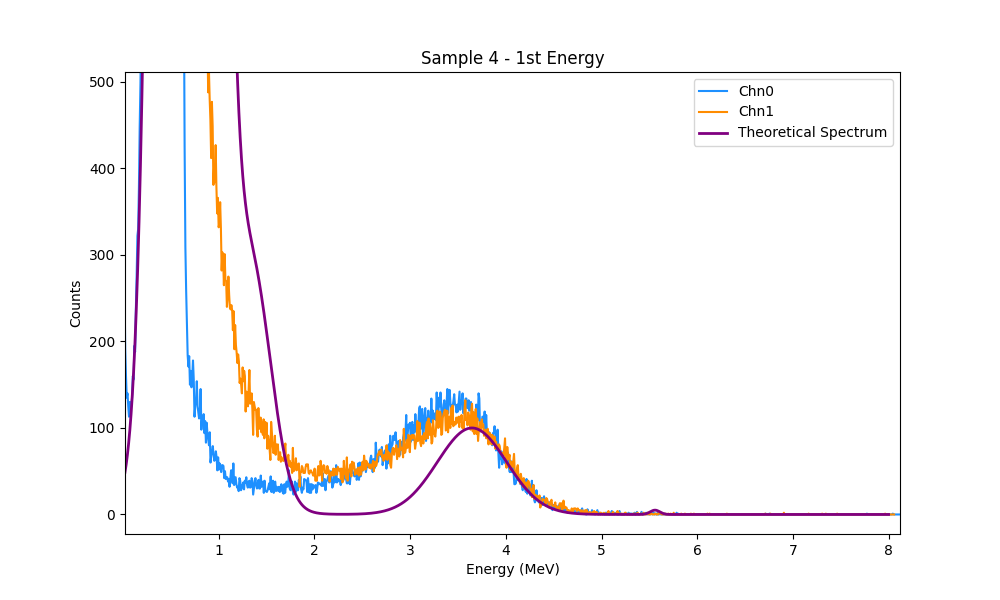 Sample 4 - 1st Energy
Chn0
Chn1
Theoretical Spectrum
500
400
300
200
100
0
Counts
1 2 3 4 5 6 7 8
Energy (MeV)